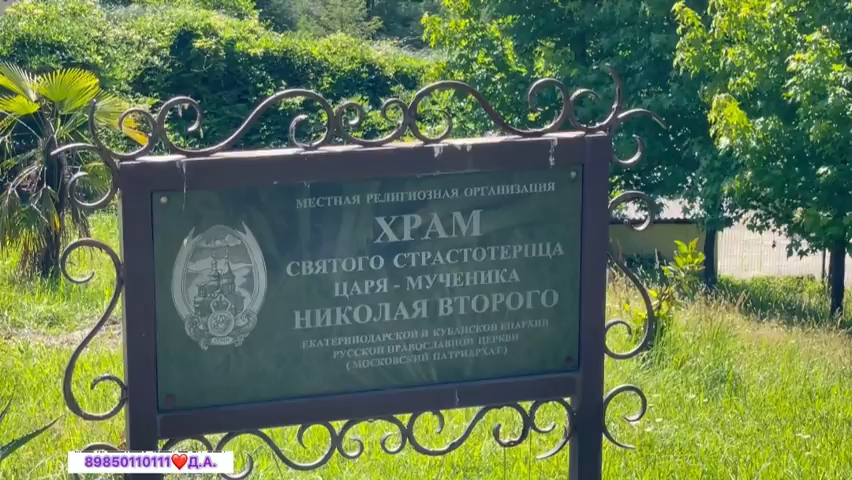 МЕСТНАЯ РЕЛИГИОЗНАЯ ОРГАНИЗАЦИЯ
ХРАМ
СВЯТОГО СТРАСТОТЕРПЦА
ЦАРЯ - МУЧЕНИКА
НИКОЛАЯ ВТОРОГО
ЕКАТЕРИНОДАРСКОЙ И КУБАНСКОЙ ЕПАРХИИ
РУССКОЙ ПРАВОСЛАВНОЙ ЦЕРКВИ
(МОСКОВСКИЙ ПАТРИАРХАТ)
89850110111❤️Д.А.